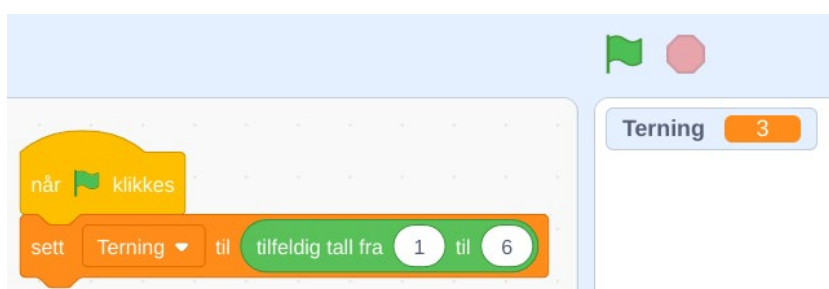 Terning 3
når klikkes
sett Terning til tilfeldig tall fra 1 til 6